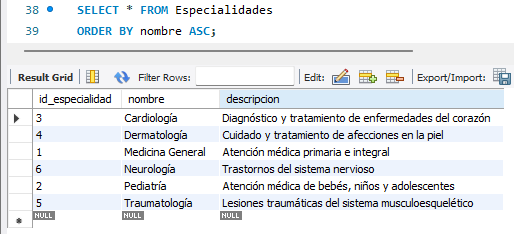 38 SELECT * FROM Especialidades
39 ORDER BY nombre ASC;
Result Grid Filter Rows: Edit: Export/Import:
id_especialidad nombre descripcion
3 Cardiología Diagnóstico y tratamiento de enfermedades del corazón
4 Dermatología Cuidado y tratamiento de afecciones en la piel
1 Medicina General Atención médica primaria e integral
6 Neurología Trastornos del sistema nervioso
2 Pediatría Atención médica de bebés, niños y adolescentes
5 Traumatología Lesiones traumáticas del sistema musculoesquelético
NULL NULL NULL